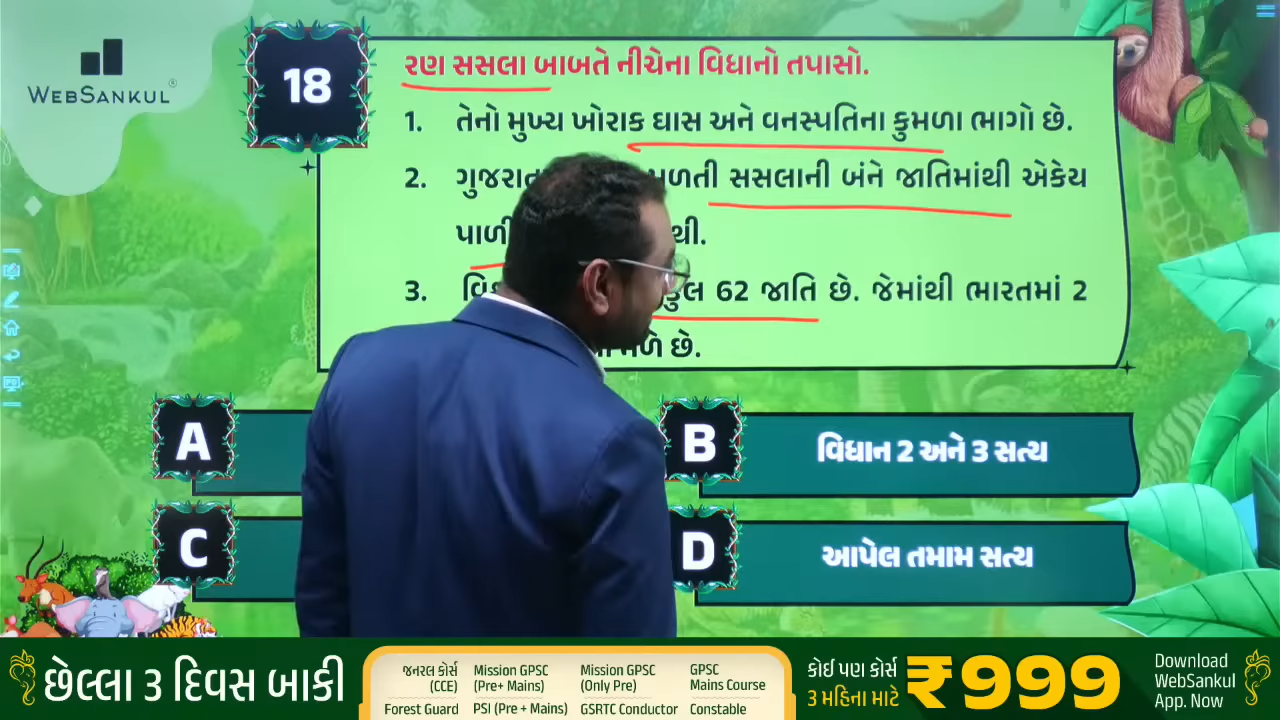 WEBSANKUL
18
રણ સસલા બાબતે નીચેના વિધાનો તપાસો.
1. તેનો મુખ્ય ખોરાક ઘાસ અને વનસ્પતિના કુમળા ભાગો છે.
2. સસલાની બંને જાતિમાંથી એકેય
3. 62 જાતિ છે. જેમાંથી ભારતમાં 2
છે.
A
B વિધાન 2 અને 3 સત્ય
C
D આપેલ તમામ સત્ય
છેલ્લા 3 દિવસ બાકી
જનરલ કોર્સ (CCE)
Mission GPSC (Pre+ Mains)
Mission GPSC (Only Pre)
GPSC Mains Course
Forest Guard
PSI (Pre + Mains)
GSRTC Conductor
Constable
કોઈ પણ કોર્સ
3 મહિના માટે
₹999
Download
WebSankul
App. Now